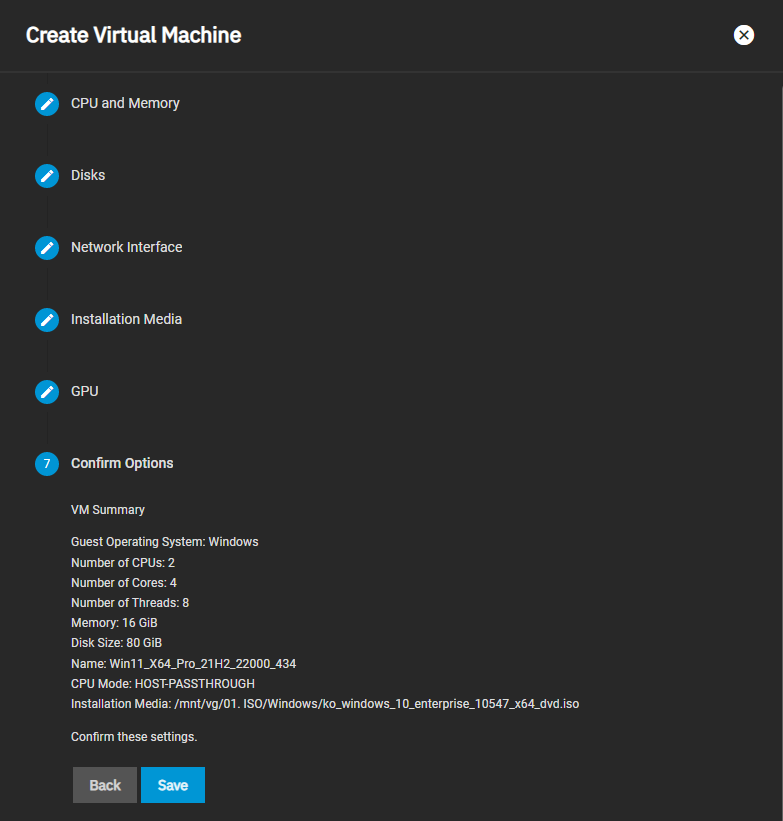 Create Virtual Machine
CPU and Memory
Disks
Network Interface
Installation Media
GPU
7 Confirm Options
VM Summary
Guest Operating System: Windows
Number of CPUs: 2
Number of Cores: 4
Number of Threads: 8
Memory: 16 GiB
Disk Size: 80 GiB
Name: Win11_X64_Pro_21H2_22000_434
CPU Mode: HOST-PASSTHROUGH
Installation Media: /mnt/vg/01. ISO/Windows/ko_windows_10_enterprise_10547_x64_dvd.iso
Confirm these settings.
Back Save